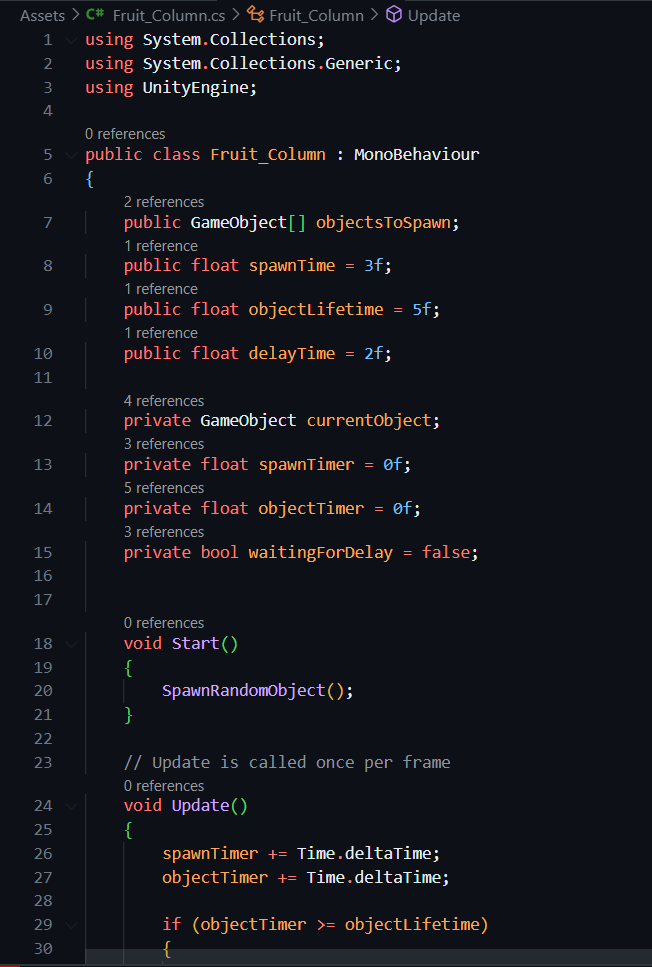 Assets > C# Fruit_Column.cs > Fruit_Column > Update
1 using System.Collections;
2 using System.Collections.Generic;
3 using UnityEngine;
4
0 references
5 public class Fruit_Column : MonoBehaviour
6 {
2 references
7 public GameObject[] objectsToSpawn;
1 reference
8 public float spawnTime = 3f;
1 reference
9 public float objectLifetime = 5f;
1 reference
10 public float delayTime = 2f;
11
4 references
12 private GameObject currentObject;
3 references
13 private float spawnTimer = 0f;
5 references
14 private float objectTimer = 0f;
3 references
15 private bool waitingForDelay = false;
16
17
0 references
18 void Start()
19 {
20 SpawnRandomObject();
21 }
22
23 // Update is called once per frame
0 references
24 void Update()
25 {
26 spawnTimer += Time.deltaTime;
27 objectTimer += Time.deltaTime;
28
29 if (objectTimer >= objectLifetime)
30 {